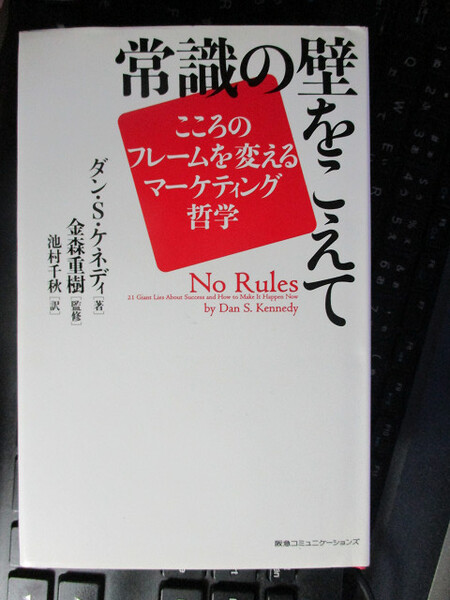 常識の壁をこえて
こころの
フレームを変える
マーケティング
哲学
ダン・S・ケネディ[著]
金森重樹[監修]
池村千秋[訳]
No Rules
21 Giant Lies About Success and How to Make It Happen Now
by Dan S. Kennedy
阪急コミュニケーションズ